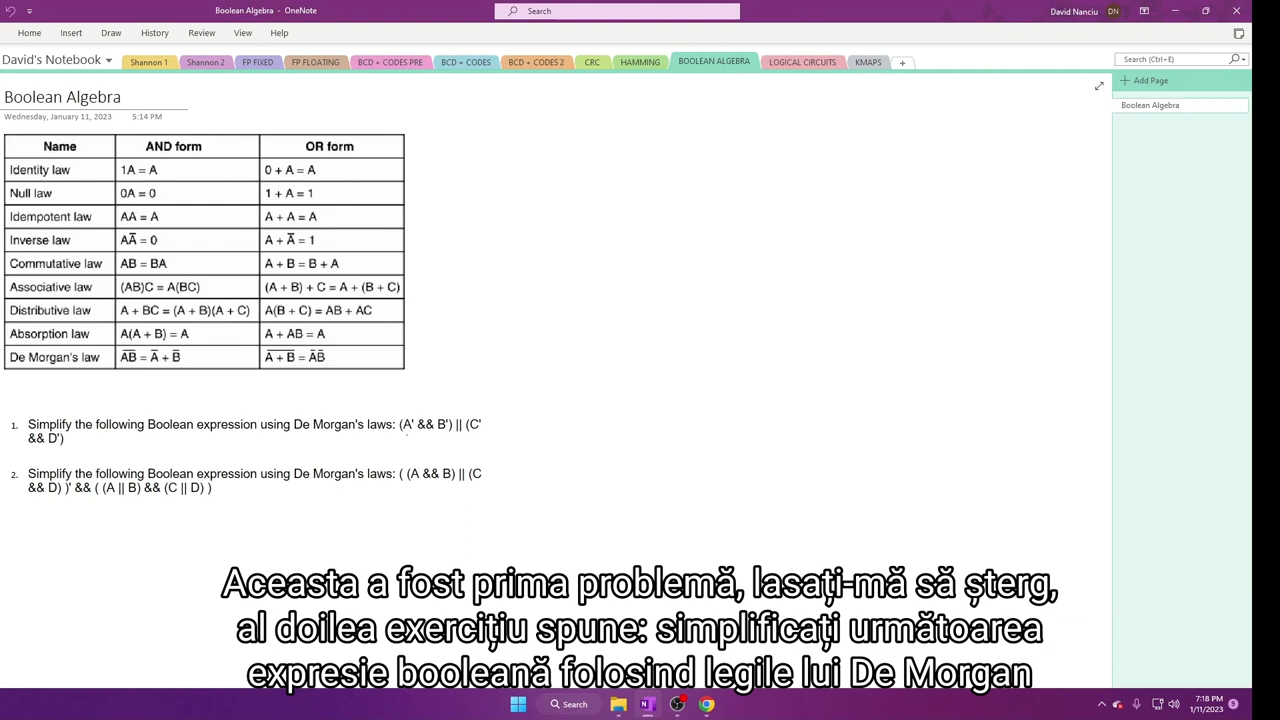 Boolean Algebra - OneNote
Search
David Nanciu
DN
Home Insert Draw History Review View Help
David's Notebook
Shannon 1 Shannon 2 FP FIXED FP FLOATING BCD + CODES PRE BCD + CODES BCD + CODES 2 CRC HAMMING BOOLEAN ALGEBRA LOGICAL CIRCUITS KMAPS
Search (Ctrl+E)
Add Page
Boolean Algebra
Boolean Algebra
Wednesday, January 11, 2023 5:14 PM
Name AND form OR form
Identity law 1A = A 0 + A = A
Null law 0A = 0 1 + A = 1
Idempotent law AA = A A + A = A
Inverse law AA̅ = 0 A + A̅ = 1
Commutative law AB = BA A + B = B + A
Associative law (AB)C = A(BC) (A + B) + C = A + (B + C)
Distributive law A + BC = (A + B)(A + C) A(B + C) = AB + AC
Absorption law A(A + B) = A A + AB = A
De Morgan's law A̅B̅ = A̅ + B̅ A̅ ̅+̅ ̅B̅ = A̅B̅
1. Simplify the following Boolean expression using De Morgan's laws: (A' && B') || (C'
&& D')
2. Simplify the following Boolean expression using De Morgan's laws: ( (A && B) || (C
&& D) )' && ( (A || B) && (C || D) )
Aceasta a fost prima problemă, lasați-mă să șterg,
al doilea exercițiu spune: simplificați următoarea
expresie booleană folosind legile lui De Morgan
Search
7:18 PM
1/11/2023